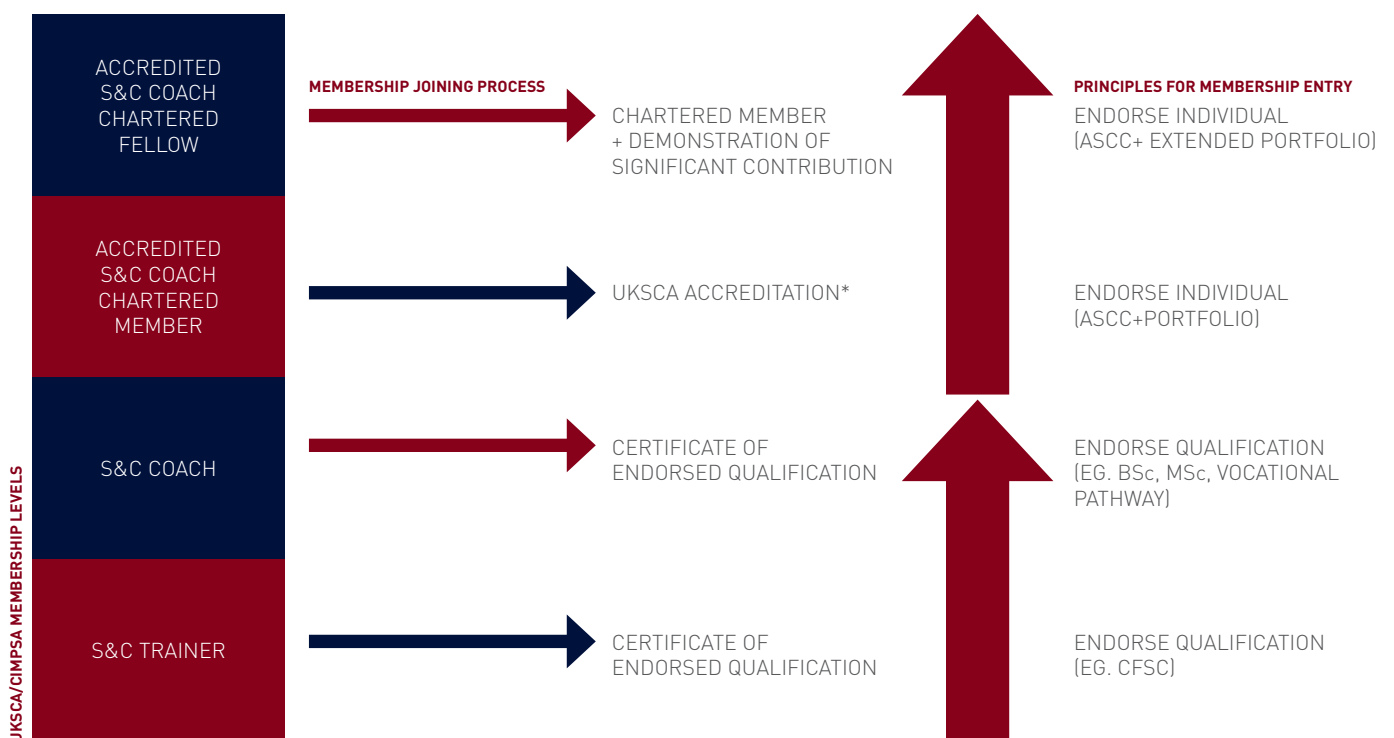 ACCREDITED
S&C COACH
CHARTERED
FELLOW
MEMBERSHIP JOINING PROCESS
CHARTERED MEMBER
+ DEMONSTRATION OF
SIGNIFICANT CONTRIBUTION
PRINCIPLES FOR MEMBERSHIP ENTRY
ENDORSE INDIVIDUAL
(ASCC+ EXTENDED PORTFOLIO)
ACCREDITED
S&C COACH
CHARTERED
MEMBER
UKSCA ACCREDITATION*
ENDORSE INDIVIDUAL
(ASCC+PORTFOLIO)
S&C COACH
CERTIFICATE OF
ENDORSED QUALIFICATION
ENDORSE QUALIFICATION
(EG. BSc, MSc, VOCATIONAL
PATHWAY)
S&C TRAINER
CERTIFICATE OF
ENDORSED QUALIFICATION
ENDORSE QUALIFICATION
(EG. CFSC)
UKSCA/CIMPSA MEMBERSHIP LEVELS